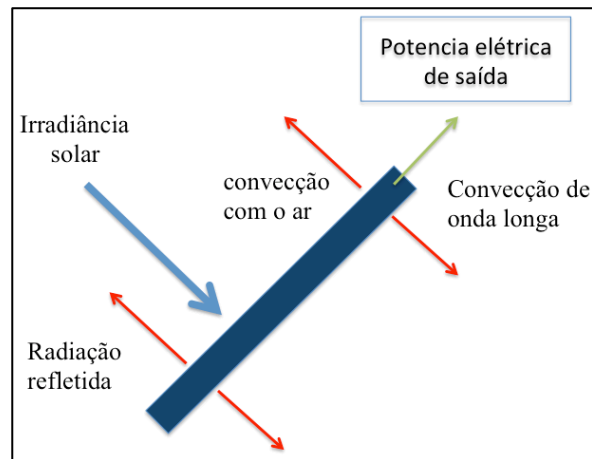 Potencia elétrica
de saída
Irradiância
solar
convecção
com o ar
Convecção de
onda longa
Radiação
refletida